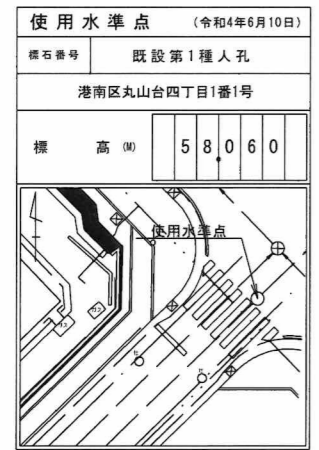 使用水準点 （令和4年6月10日）
標石番号 既設第1種人孔
港南区丸山台四丁目1番1号
標高(M) 58.060
使用水準点